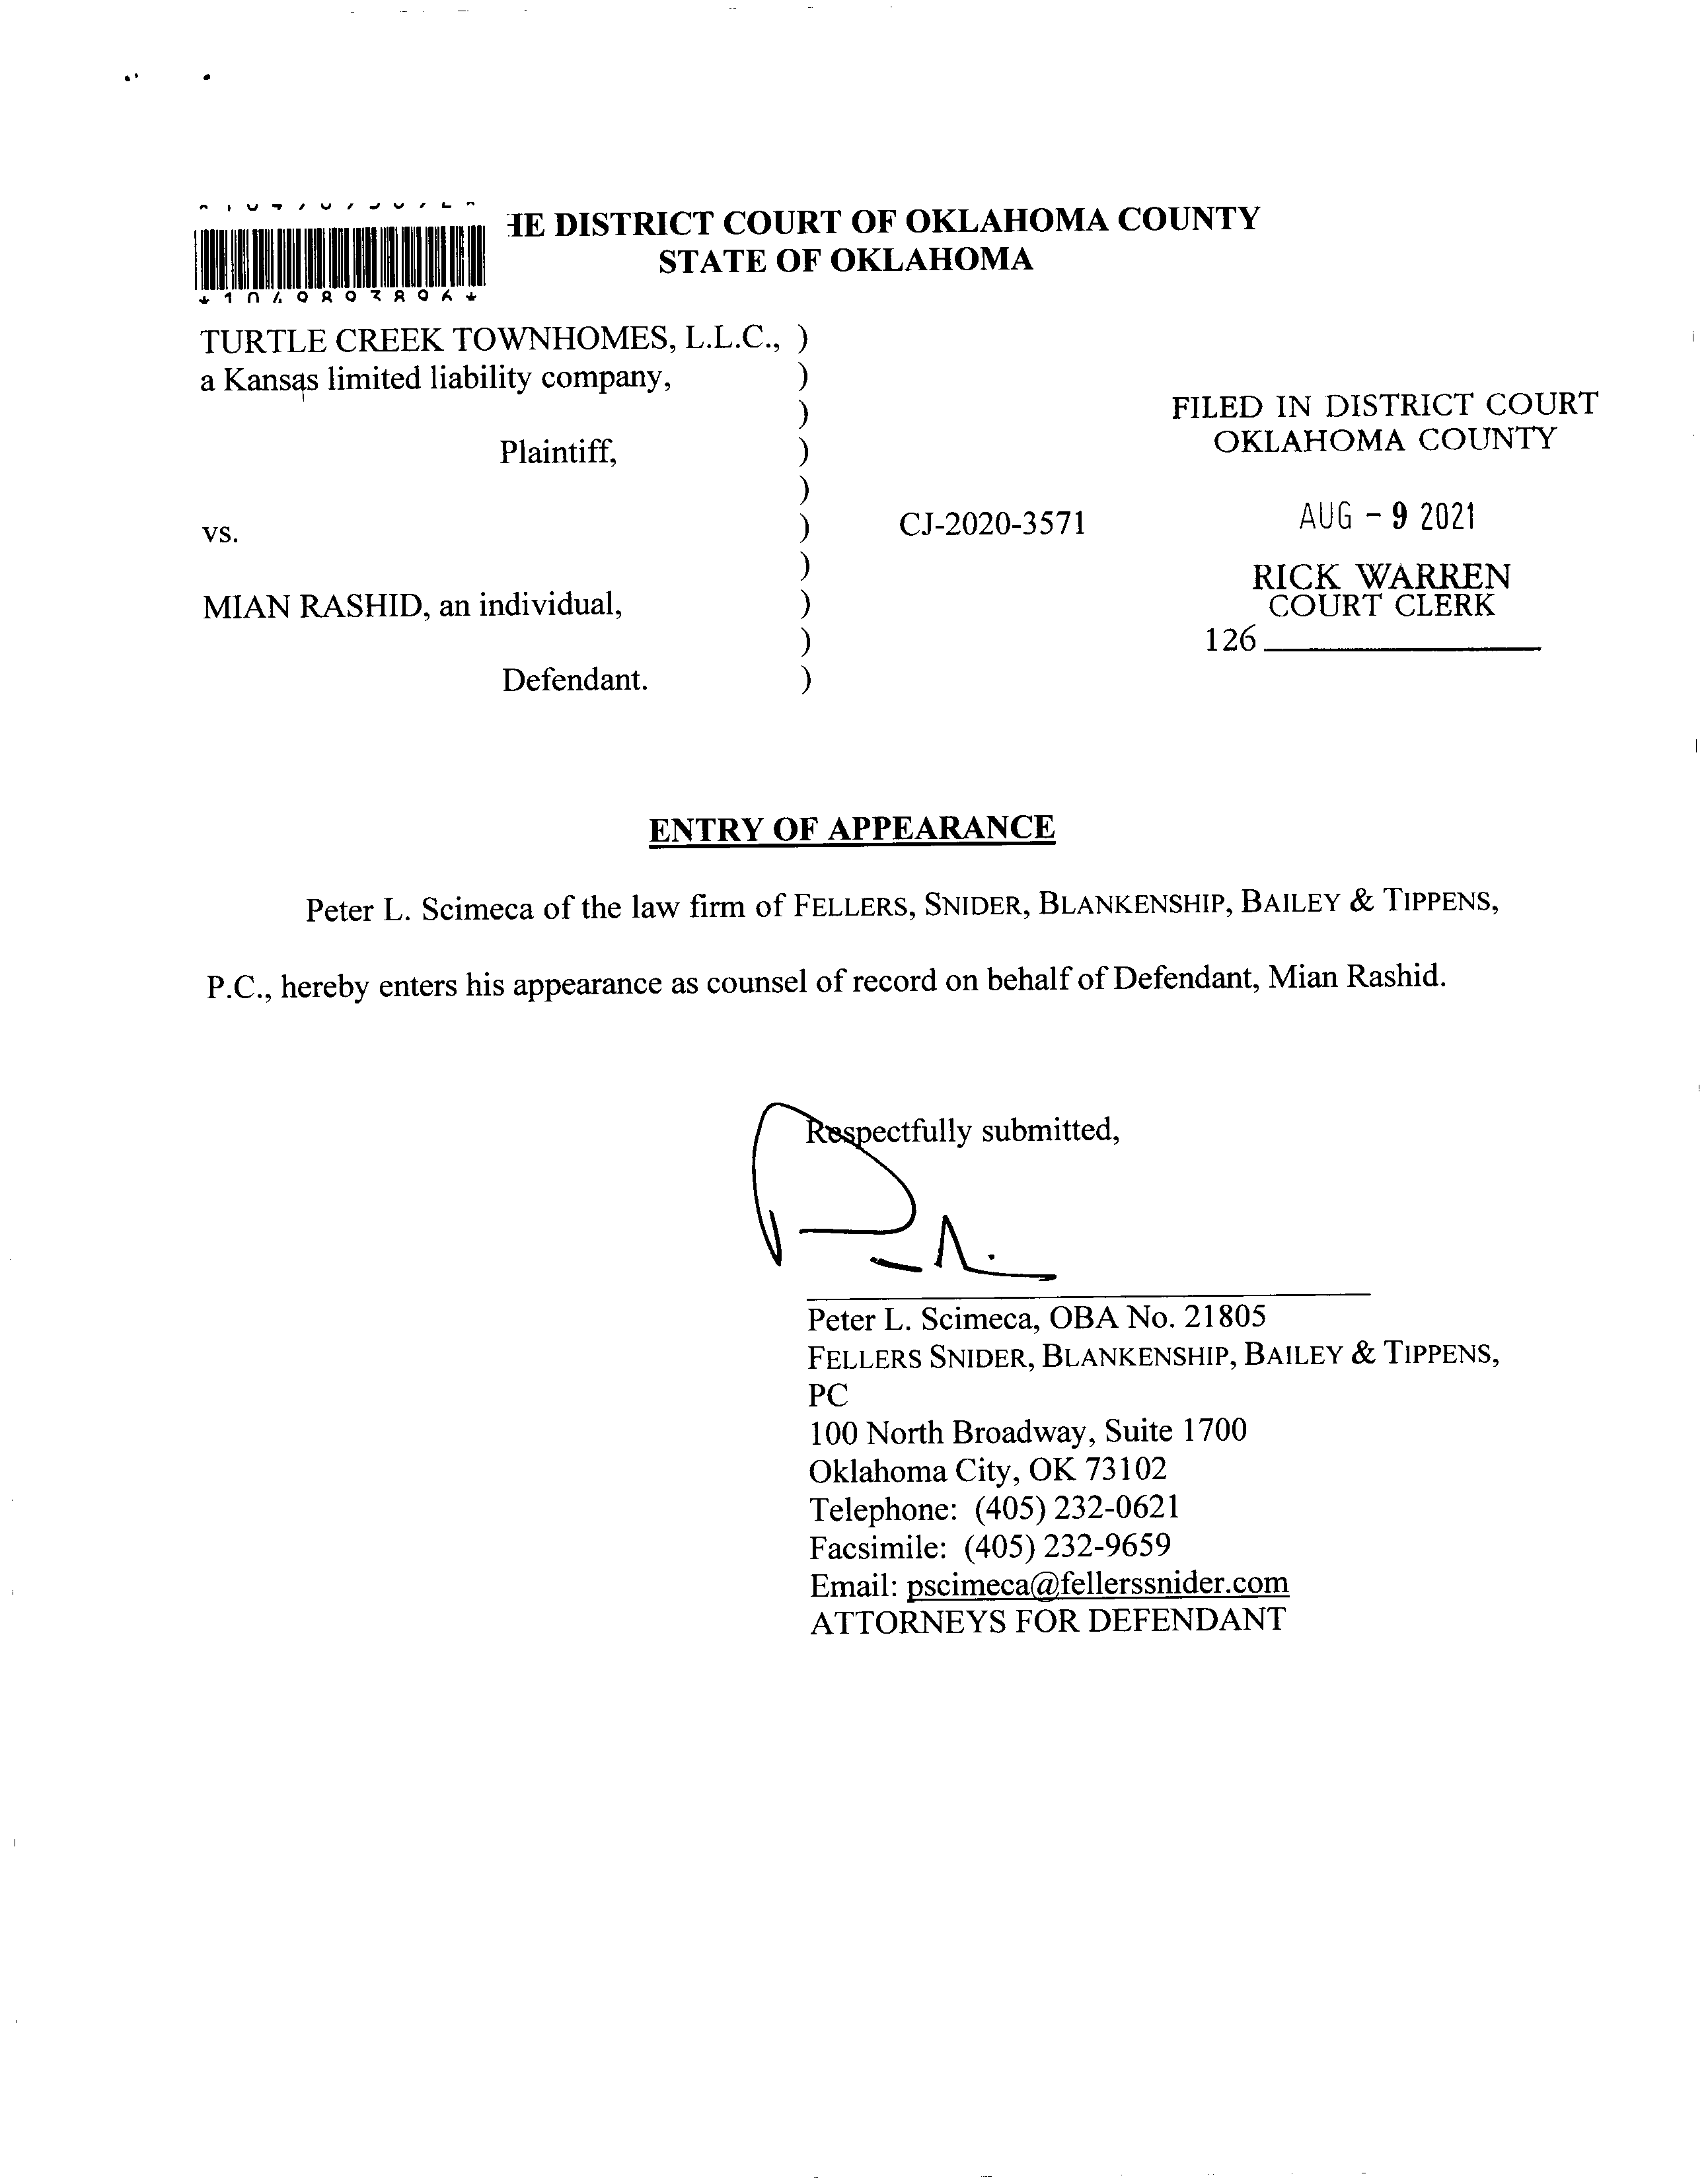 HE DISTRICT COURT OF OKLAHOMA COUNTY
STATE OF OKLAHOMA
TURTLE CREEK TOWNHOMES, L.L.C., )
a Kansas limited liability company, )
)
Plaintiff, )
)
vs. )
)
MIAN RASHID, an individual, )
)
Defendant. )
CJ-2020-3571
FILED IN DISTRICT COURT
OKLAHOMA COUNTY
AUG - 9 2021
RICK WARREN
COURT CLERK
126
ENTRY OF APPEARANCE
Peter L. Scimeca of the law firm of FELLERS, SNIDER, BLANKENSHIP, BAILEY & TIPPENS,
P.C., hereby enters his appearance as counsel of record on behalf of Defendant, Mian Rashid.
Respectfully submitted,
Peter L. Scimeca, OBA No. 21805
FELLERS SNIDER, BLANKENSHIP, BAILEY & TIPPENS,
PC
100 North Broadway, Suite 1700
Oklahoma City, OK 73102
Telephone: (405) 232-0621
Facsimile: (405) 232-9659
Email: pscimeca@fellerssnider.com
ATTORNEYS FOR DEFENDANT